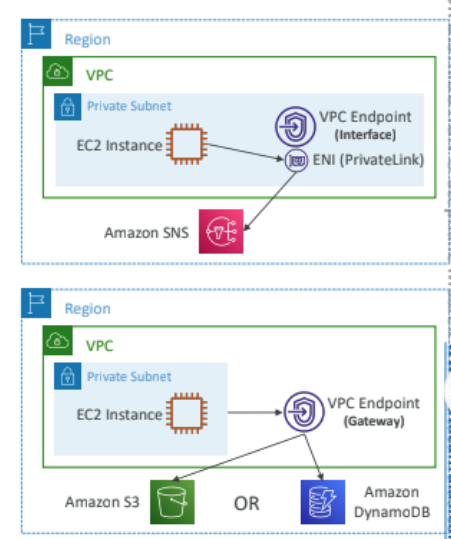 Region
VPC
Private Subnet
VPC Endpoint
(Interface)
EC2 Instance
ENI (PrivateLink)
Amazon SNS
Region
VPC
Private Subnet
EC2 Instance
VPC Endpoint
(Gateway)
Amazon S3
OR
Amazon
DynamoDB